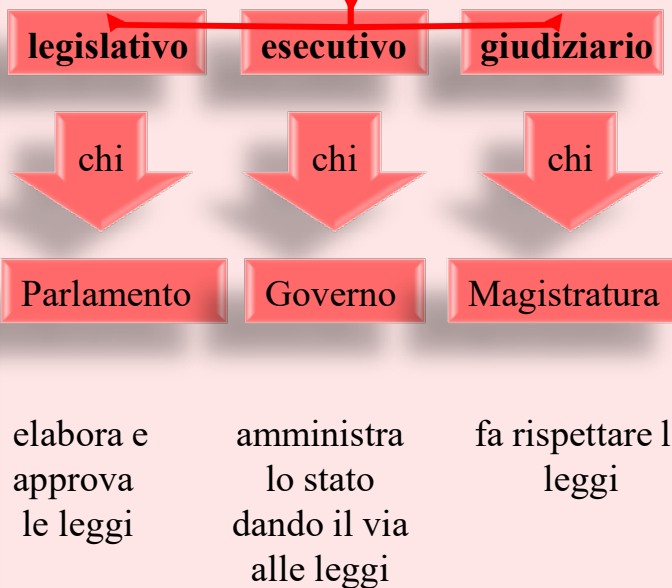 legislativo
esecutivo
giudiziario
chi
chi
chi
Parlamento
Governo
Magistratura
elabora e
approva
le leggi
amministra
lo stato
dando il via
alle leggi
fa rispettare l
leggi